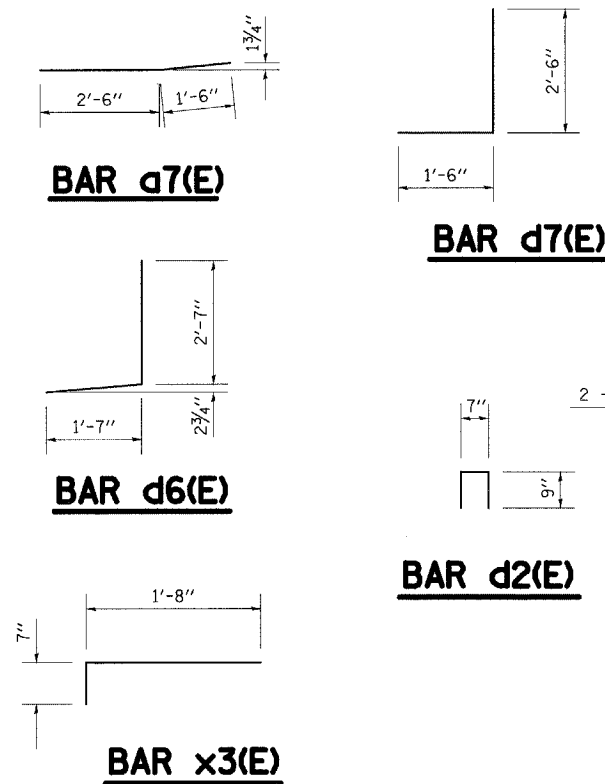 1¾"
2'-6"
1'-6"
BAR a7(E)
2'-6"
1'-6"
BAR d7(E)
2'-7"
1'-7"
2¾"
BAR d6(E)
7"
2 -
9"
BAR d2(E)
1'-8"
7"
BAR x3(E)